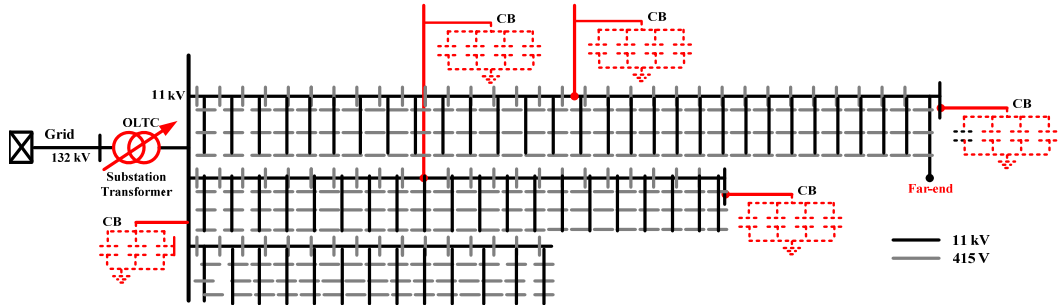 CB
CB
11 kV
CB
OLTC
Grid
132 kV
Substation
Transformer
Far-end
CB
CB
11 kV
415 V